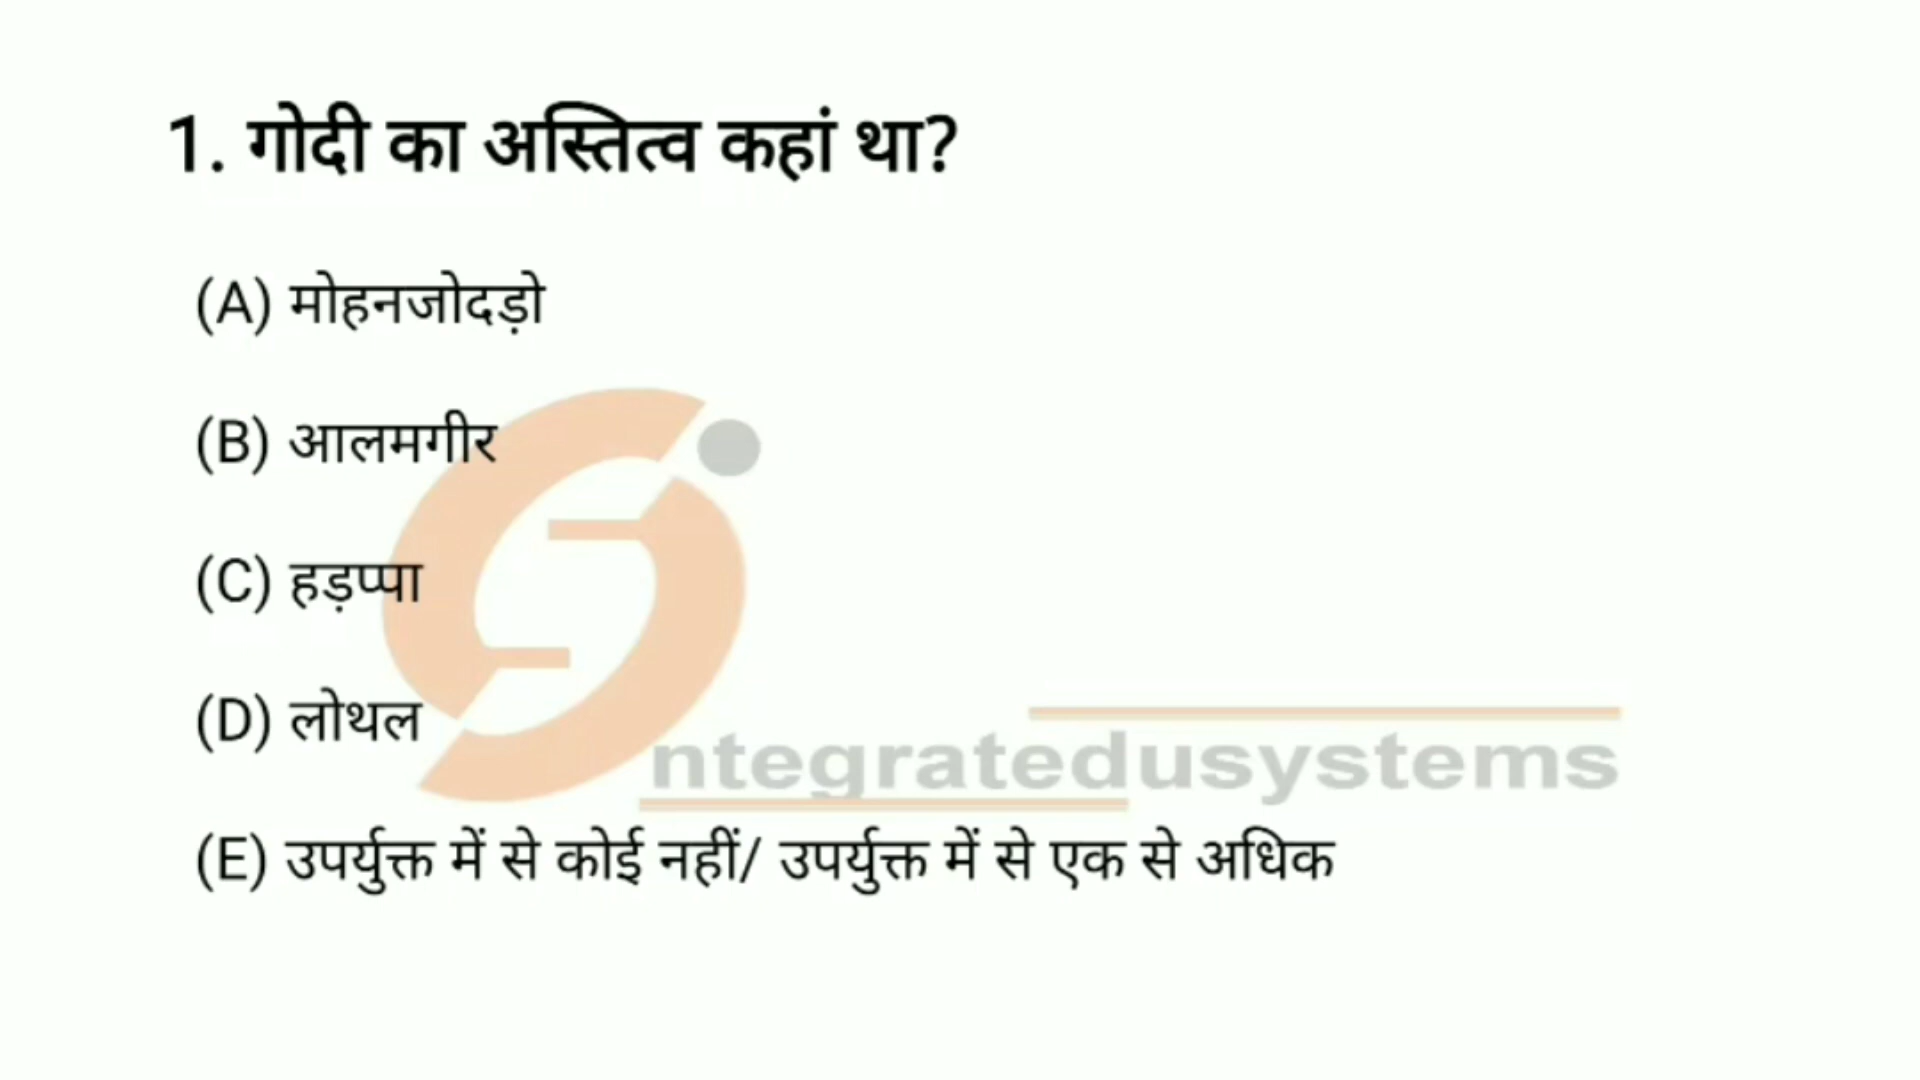 1. गोदी का अस्तित्व कहां था?
(A) मोहनजोदड़ो
(B) आलमगीर
(C) हड़प्पा
(D) लोथल
ntegratedusystems
(E) उपर्युक्त में से कोई नहीं/ उपर्युक्त में से एक से अधिक